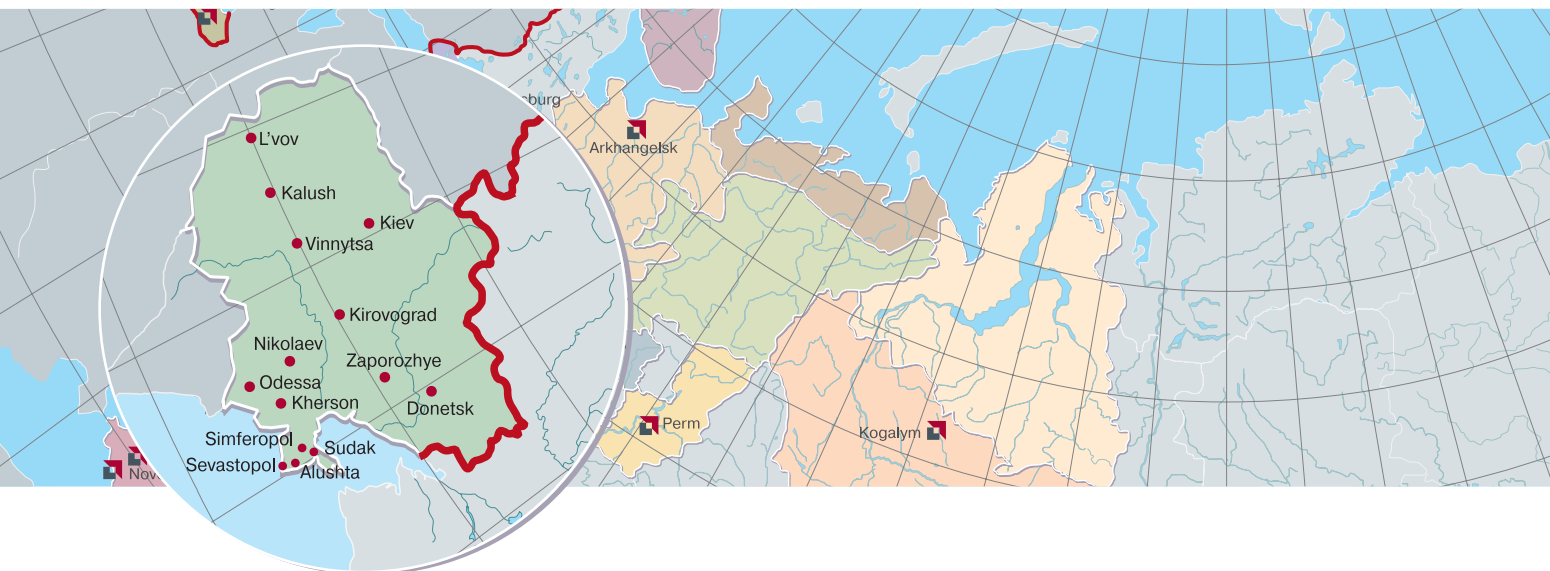 burg
Arkhangelsk
L'vov
Kalush
Kiev
Vinnytsa
Kirovograd
Nikolaev
Zaporozhye
Odessa
Kherson
Donetsk
Simferopol
Sudak
Sevastopol
Alushta
Nov
Perm
Kogalym